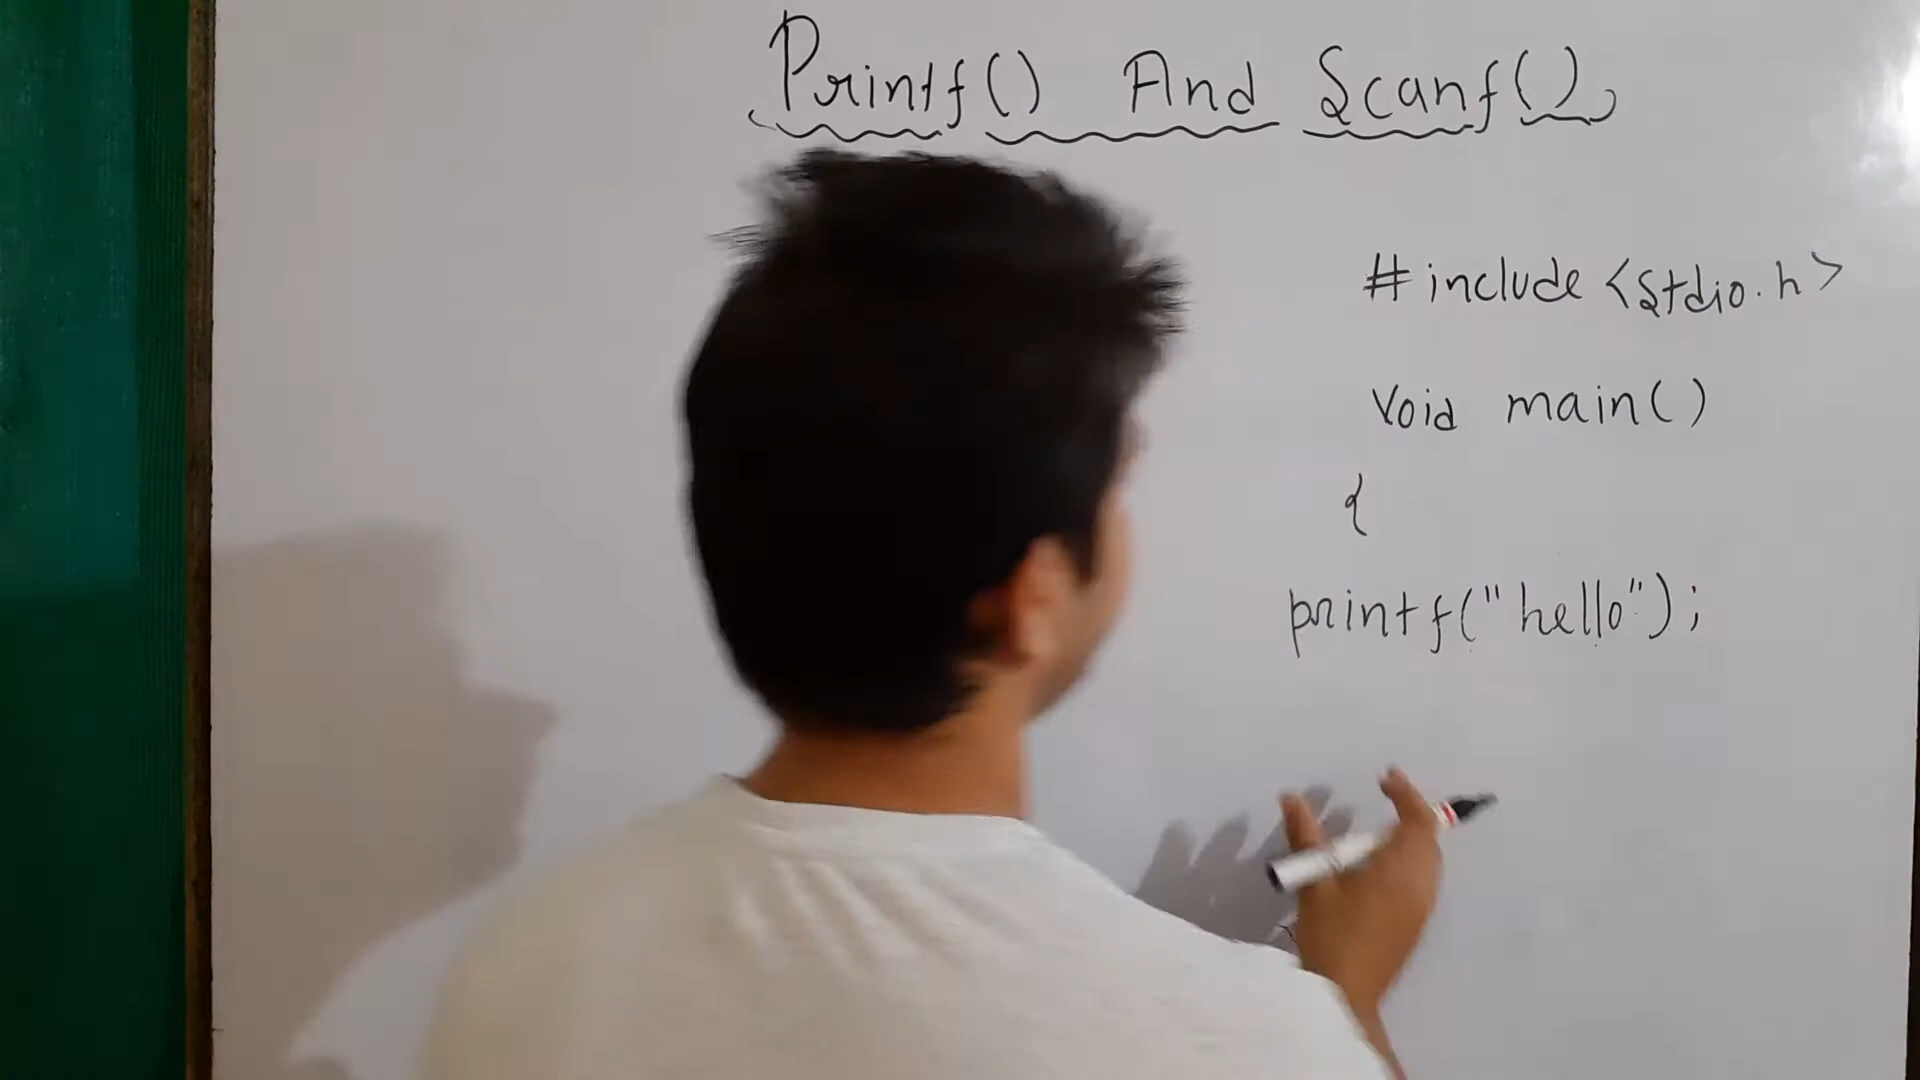 Printf() And Scanf()
#include <stdio.h>
void main()
{
printf("hello");